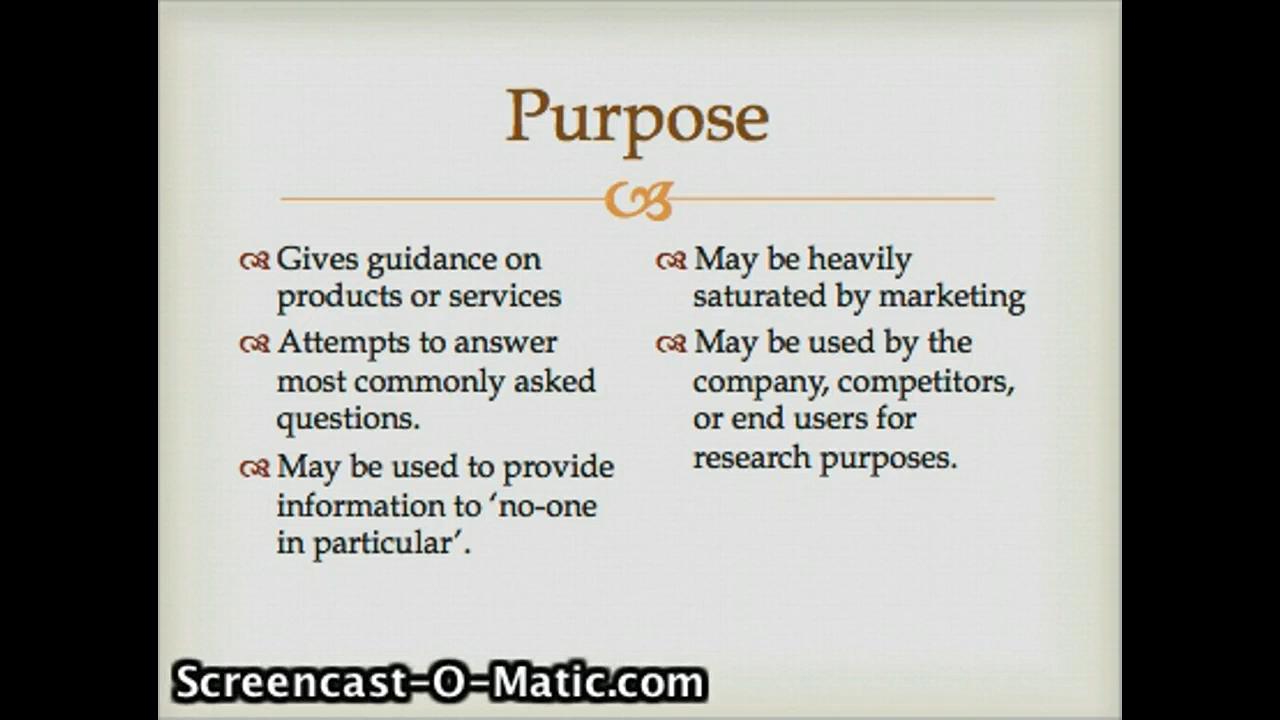 Purpose
Gives guidance on
products or services
Attempts to answer
most commonly asked
questions.
May be used to provide
information to ‘no-one
in particular’.
May be heavily
saturated by marketing
May be used by the
company, competitors,
or end users for
research purposes.
Screencast-O-Matic.com